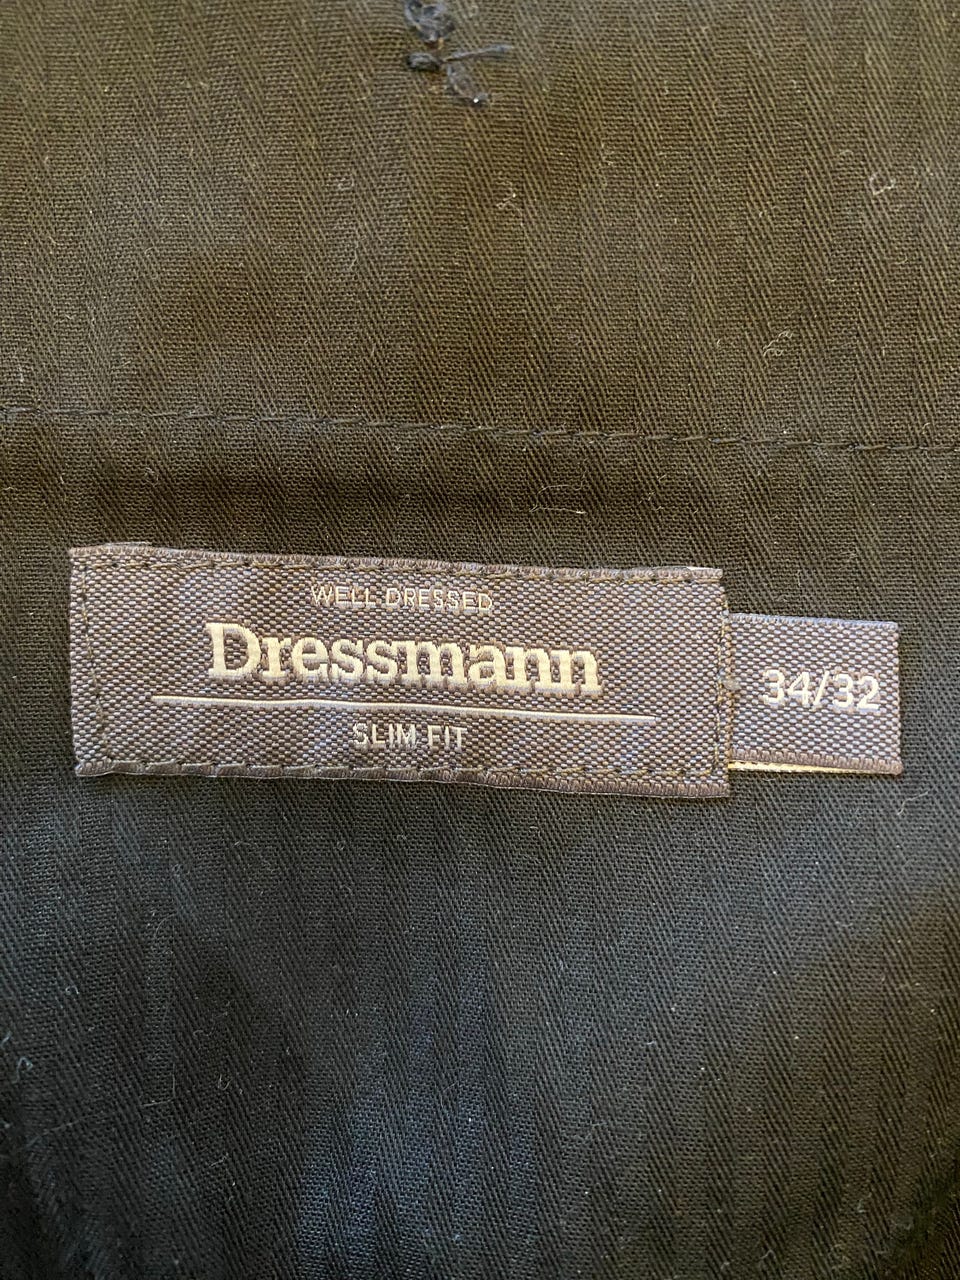 WELL DRESSED
Dressmann
SLIM FIT
34/32